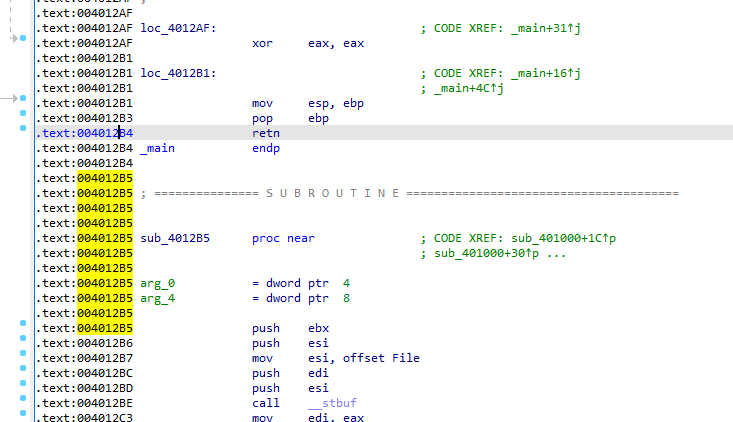 .text:004012AF
.text:004012AF loc_4012AF: ; CODE XREF: _main+31↑j
.text:004012AF xor eax, eax
.text:004012B1
.text:004012B1 loc_4012B1: ; CODE XREF: _main+16↑j
.text:004012B1 ; _main+4C↑j
.text:004012B1 mov esp, ebp
.text:004012B3 pop ebp
.text:004012B4 retn
.text:004012B4 _main endp
.text:004012B4
.text:004012B5
.text:004012B5 ; =============== S U B R O U T I N E =======================================
.text:004012B5
.text:004012B5
.text:004012B5 sub_4012B5 proc near ; CODE XREF: sub_401000+1C↑p
.text:004012B5 ; sub_401000+30↑p ...
.text:004012B5
.text:004012B5 arg_0 = dword ptr 4
.text:004012B5 arg_4 = dword ptr 8
.text:004012B5
.text:004012B5 push ebx
.text:004012B6 push esi
.text:004012B7 mov esi, offset File
.text:004012BC push edi
.text:004012BD push esi
.text:004012BE call __stbuf
.text:004012C3 mov edi, eax